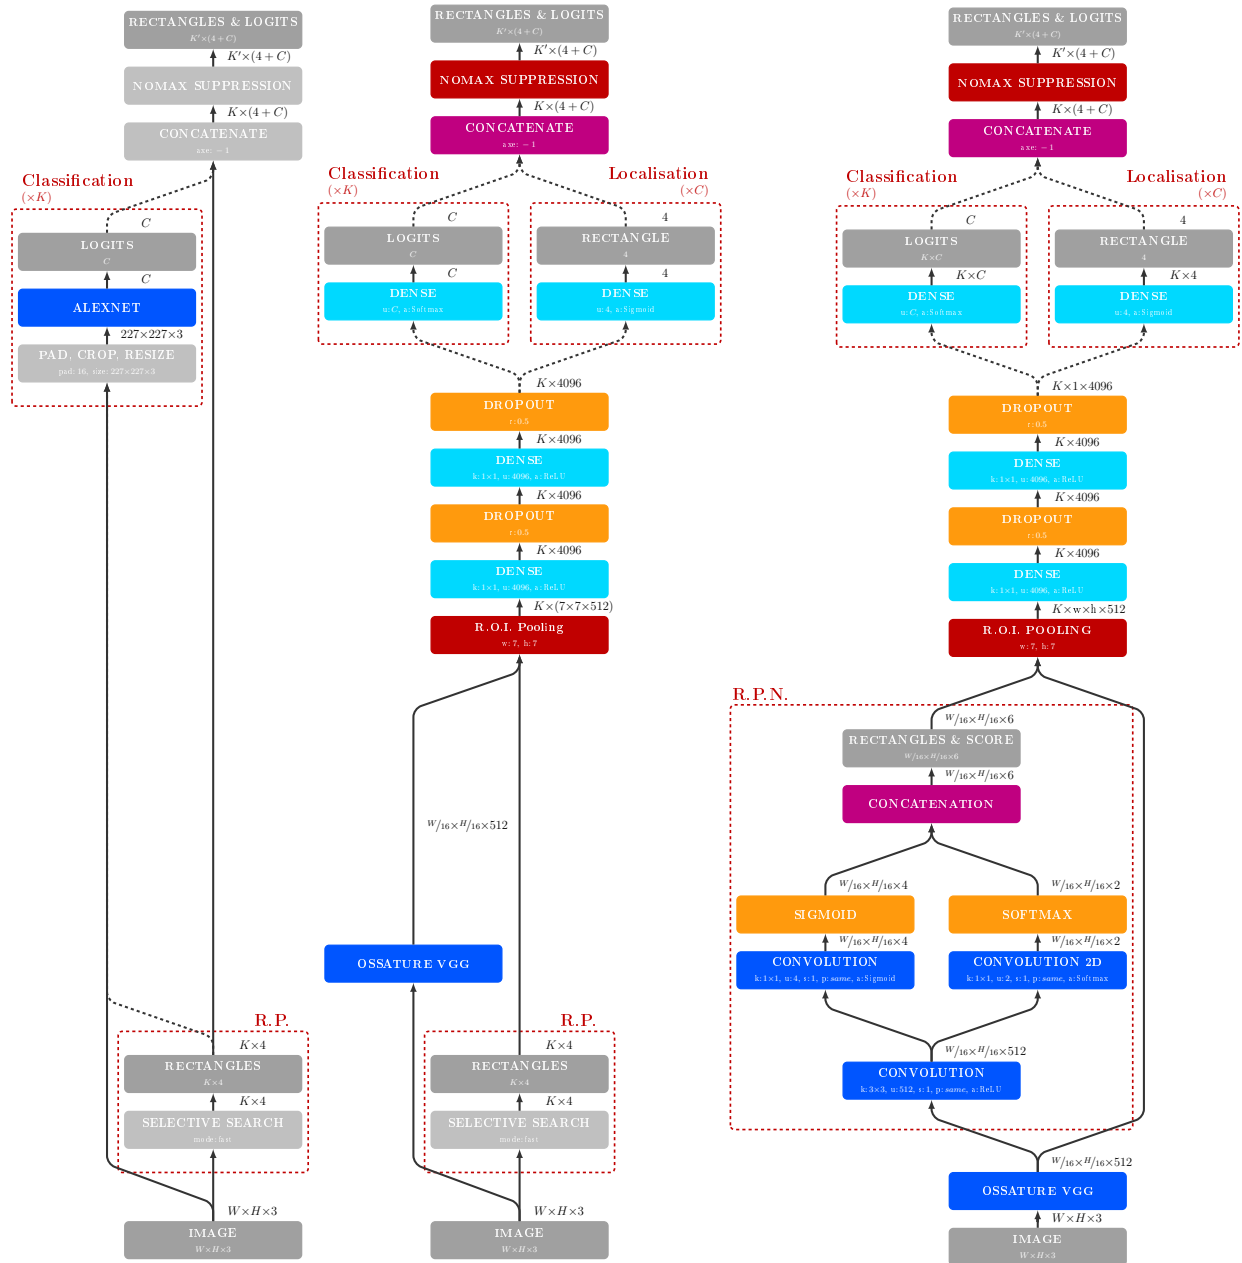 RECTANGLES & LOGITS
K′×(4 + C)
K′×(4 + C)
NOMAX SUPPRESSION
K×(4 + C)
CONCATENATE
axe: − 1
Classification
(×K)
C
LOGITS
C
C
ALEXNET
227×227×3
PAD, CROP, RESIZE
pad: 16, size: 227×227×3
R.P.
K×4
RECTANGLES
K×4
K×4
SELECTIVE SEARCH
mode: fast
W×H×3
IMAGE
W×H×3
RECTANGLES & LOGITS
K′×(4 + C)
K′×(4 + C)
NOMAX SUPPRESSION
K×(4 + C)
CONCATENATE
axe: − 1
Classification
(×K)
Localisation
(×C)
C
4
LOGITS
C
RECTANGLE
4
C
4
DENSE
u: C, a:Softmax
DENSE
u: 4, a:Sigmoid
K×4096
DROPOUT
r: 0.5
K×4096
DENSE
k: 1×1, u: 4096, a:ReLU
K×4096
DROPOUT
r: 0.5
K×4096
DENSE
k: 1×1, u: 4096, a:ReLU
K×(7×7×512)
R.O.I. Pooling
w: 7, h: 7
W/16×H/16×512
OSSATURE VGG
R.P.
K×4
RECTANGLES
K×4
K×4
SELECTIVE SEARCH
mode: fast
W×H×3
IMAGE
W×H×3
RECTANGLES & LOGITS
K′×(4 + C)
K′×(4 + C)
NOMAX SUPPRESSION
K×(4 + C)
CONCATENATE
axe: − 1
Classification
(×K)
Localisation
(×C)
C
4
LOGITS
K×C
RECTANGLE
4
K×C
K×4
DENSE
u: C, a:Softmax
DENSE
u: 4, a:Sigmoid
K×1×4096
DROPOUT
r: 0.5
K×4096
DENSE
k: 1×1, u: 4096, a:ReLU
K×4096
DROPOUT
r: 0.5
K×4096
DENSE
k: 1×1, u: 4096, a:ReLU
K×w×h×512
R.O.I. POOLING
w: 7, h: 7
R.P.N.
W/16×H/16×6
RECTANGLES & SCORE
W/16×H/16×6
W/16×H/16×6
CONCATENATION
W/16×H/16×4
W/16×H/16×2
SIGMOID
SOFTMAX
W/16×H/16×4
W/16×H/16×2
CONVOLUTION
k: 1×1, u: 4, s: 1, p: same, a:Sigmoid
CONVOLUTION 2D
k: 1×1, u: 2, s: 1, p: same, a:Softmax
W/16×H/16×512
CONVOLUTION
k: 3×3, u: 512, s: 1, p: same, a:ReLU
W/16×H/16×512
OSSATURE VGG
W×H×3
IMAGE
W×H×3